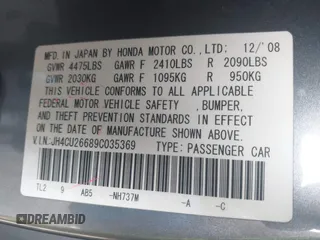 MFD. IN JAPAN BY HONDA MOTOR CO.,LTD: 12/'08
GVWR 4475LBS GAWR F 2410LBS R 2090LBS
GVWR 2030KG GAWR F 1095KG R 950KG
THIS VEHICLE CONFORMS TO ALL APPLICABLE
FEDERAL MOTOR VEHICLE SAFETY ,BUMPER,
AND THEFT PREVENTION STANDARDS IN EFFECT ON
THE DATE OF MANUFACTURE SHOWN ABOVE.
V.I.N:JH4CU26689C035369 TYPE: PASSENGER CAR
TL2 9 AB5 -NH737M -A -C
© DREAMBID